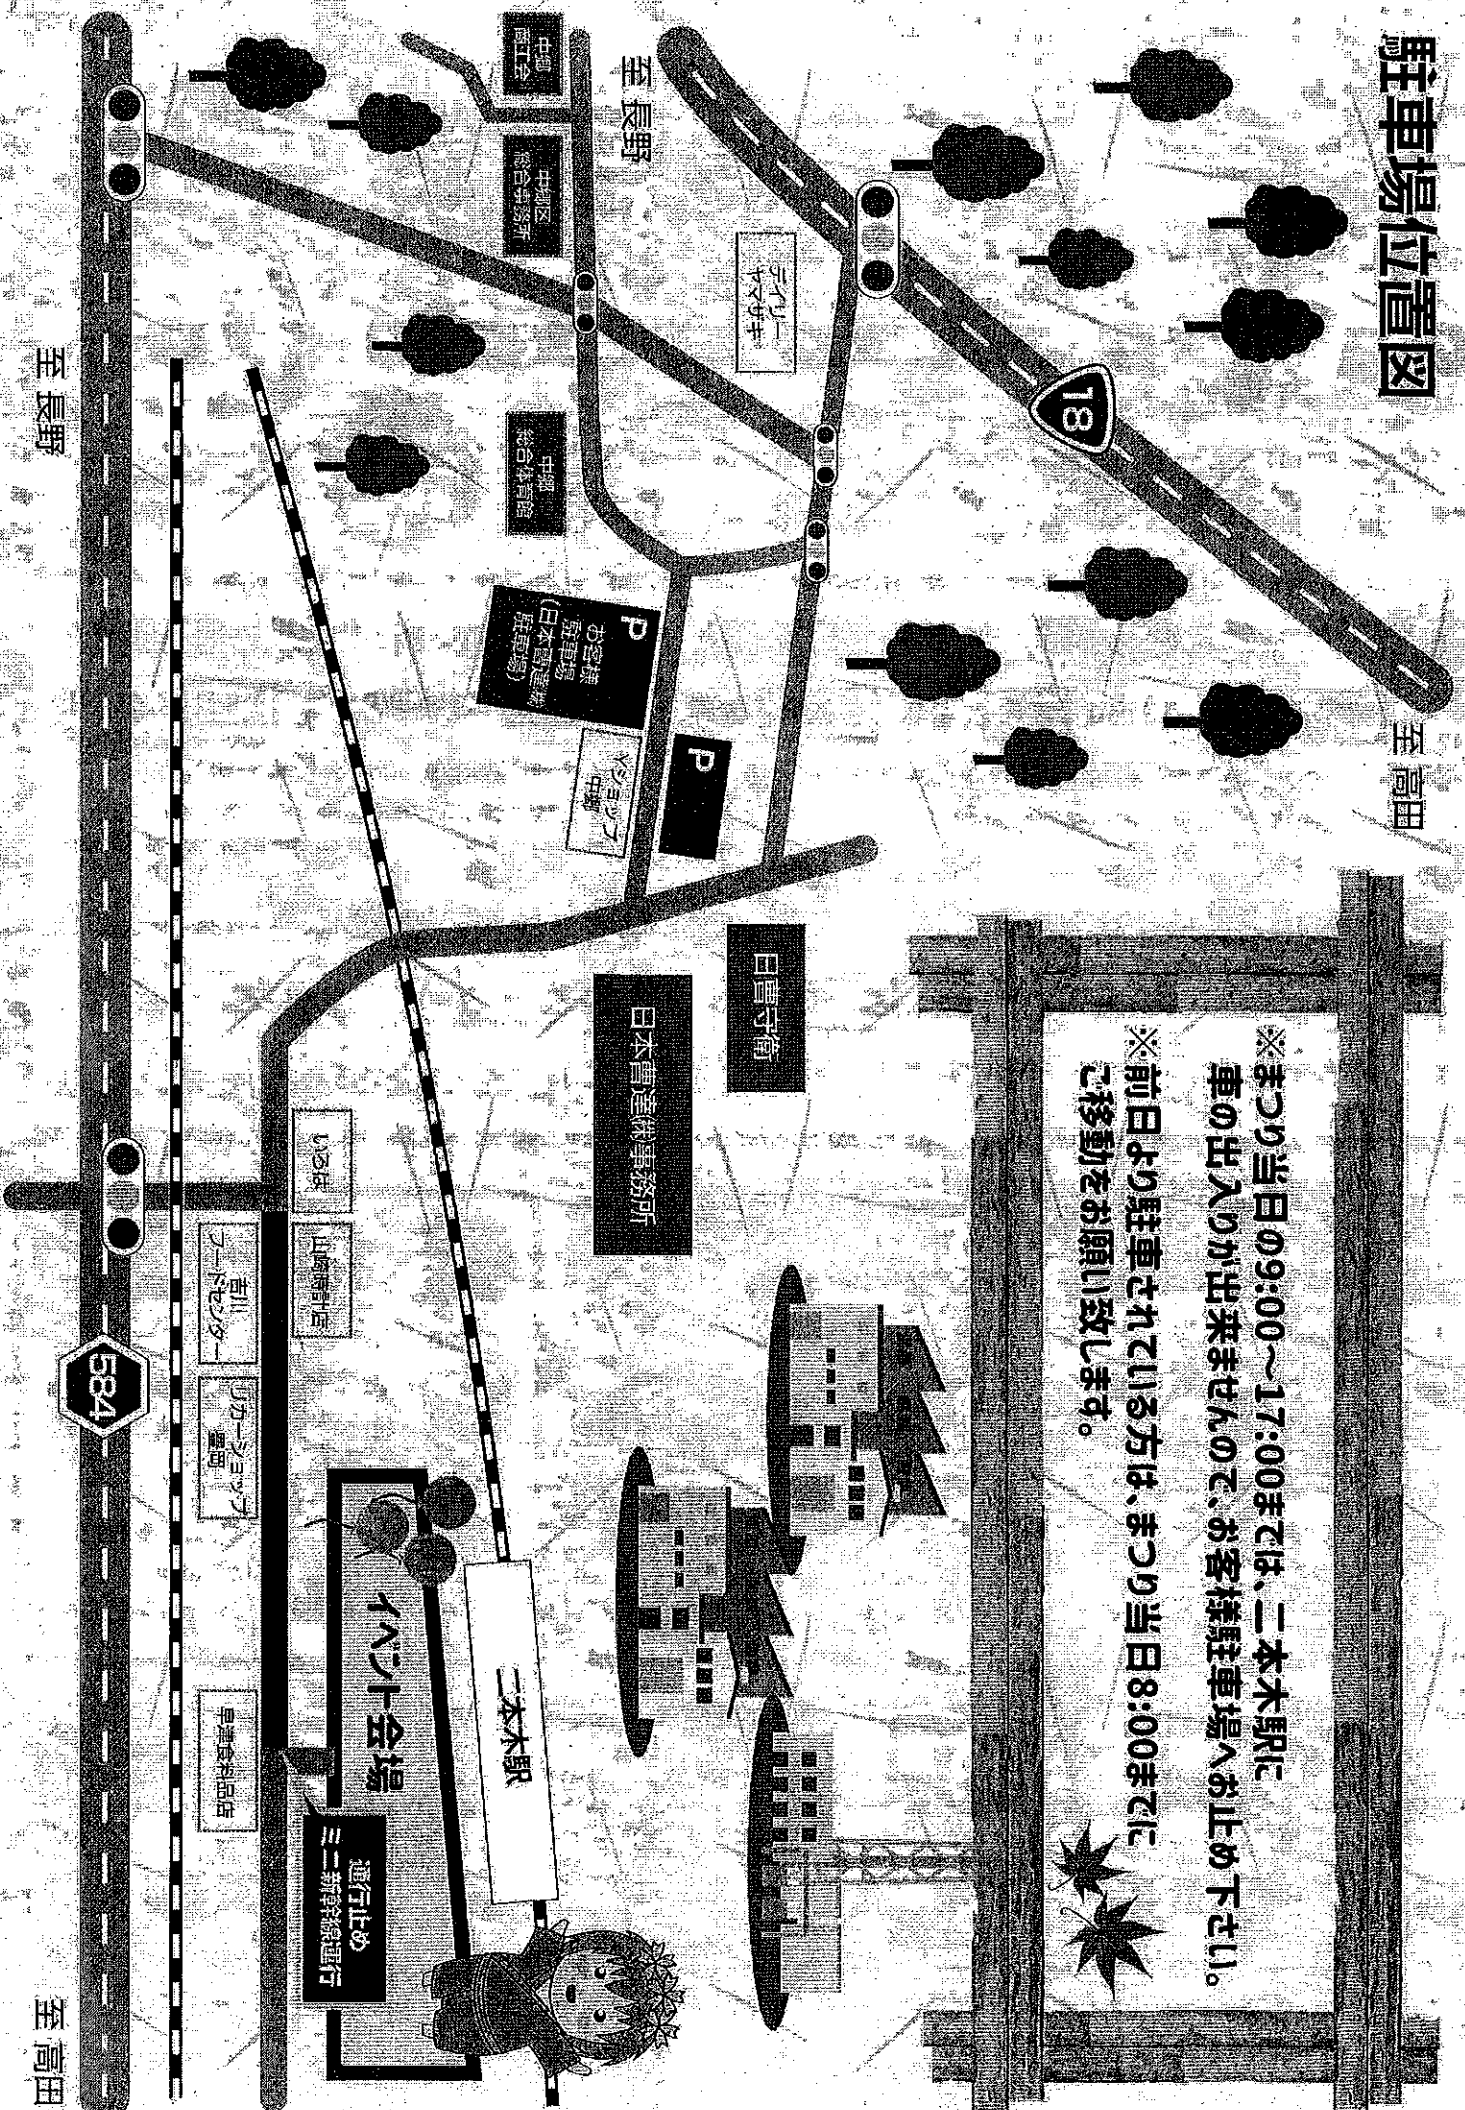 駐車場位置図
至 高田
※まつり当日の9:00～17:00までは、二本木駅に
車の出入りが出来ませんので、お客様駐車場へお止め下さい。
※前日より駐車されている方は、まつり当日8:00までに
ご移動をお願い致します。
18
至 長野
デイリー
ヤマザキ
中郷
商工会
中郷区
総合事務所
中郷
総合体育館
P
お客様
駐車場
(日本曹達㈱
駐車場)
P
Yショップ
中郷
日曹守衛
日本曹達㈱事務所
二本木駅
イベント会場
通行止め
ミニ新幹線運行
いろは
山崎時計店
吉川
フードセンター
リカーショップ
霊岡
早津食料品店
584
至 長野
至 高田